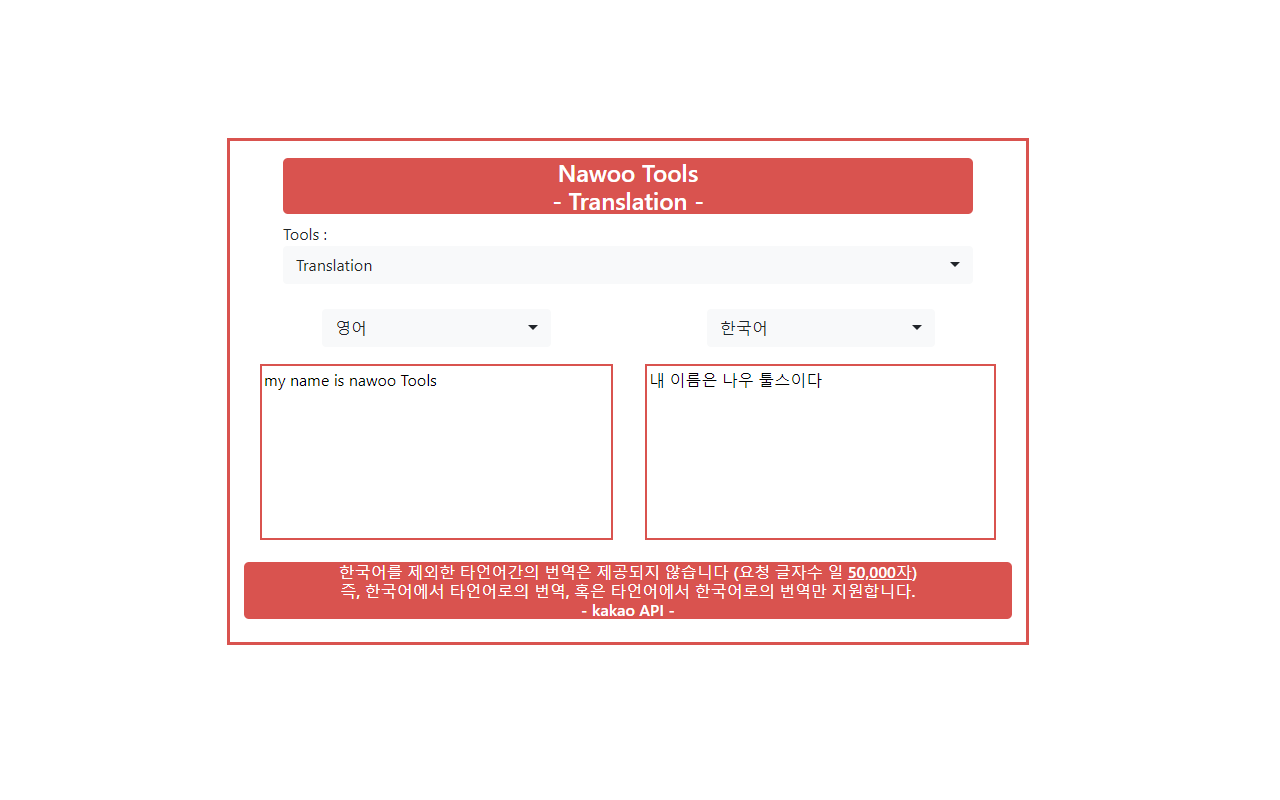 Nawoo Tools
- Translation -
Tools :
Translation
영어
한국어
my name is nawoo Tools
내 이름은 나우 툴스이다
한국어를 제외한 타언어간의 번역은 제공되지 않습니다 (요청 글자수 일 50,000자)
즉, 한국어에서 타언어로의 번역, 혹은 타언어에서 한국어로의 번역만 지원합니다.
- kakao API -